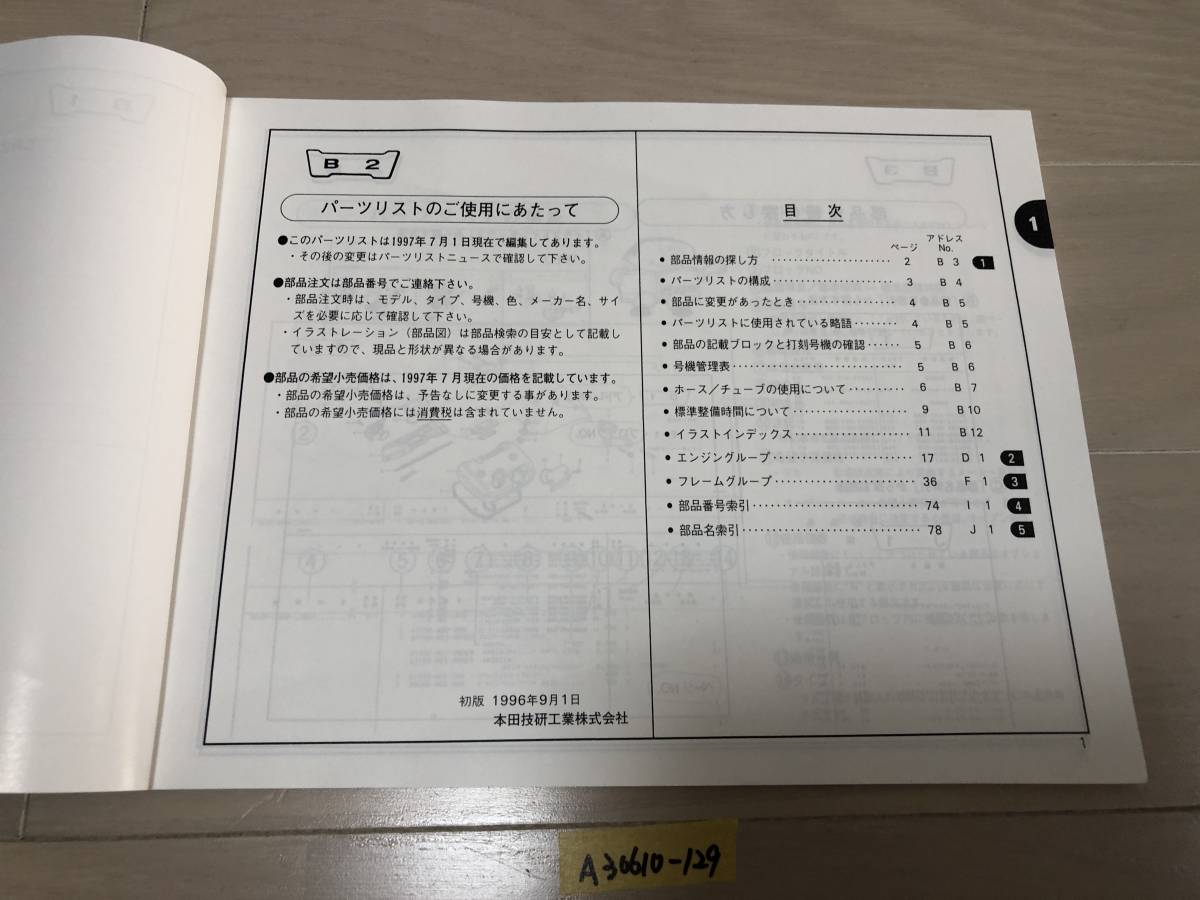 B 2
パーツリストのご使用にあたって
●このパーツリストは1997年7月1日現在で編集してあります。
・その後の変更はパーツリストニュースで確認して下さい。
●部品注文は部品番号でご連絡下さい。
・部品注文時は、モデル、タイプ、号機、色、メーカー名、サイ
ズを必要に応じて確認して下さい。
・イラストレーション（部品図）は部品検索の目安として記載し
ていますので、現品と形状が異なる場合があります。
●部品の希望小売価格は、1997年7月現在の価格を記載しています。
・部品の希望小売価格は、予告なしに変更する事があります。
・部品の希望小売価格には消費税は含まれていません。
初版 1996年9月1日
本田技研工業株式会社
目 次
ページ アドレス No.
• 部品情報の探し方 ‥‥‥‥‥‥ 2 B 3 1
• パーツリストの構成 ‥‥‥‥‥‥ 3 B 4
• 部品に変更があったとき ‥‥‥‥‥‥ 4 B 5
• パーツリストに使用されている略語 ‥‥‥ 4 B 5
• 部品の記載ブロックと打刻号機の確認 ‥‥‥ 5 B 6
• 号機管理表 ‥‥‥‥‥‥ 5 B 6
• ホース／チューブの使用について ‥‥‥ 6 B 7
• 標準整備時間について ‥‥‥‥‥‥ 9 B 10
• イラストインデックス ‥‥‥‥‥‥ 11 B 12
• エンジングループ ‥‥‥‥‥‥ 17 D 1 2
• フレームグループ ‥‥‥‥‥‥ 36 F 1 3
• 部品番号索引 ‥‥‥‥‥‥ 74 I 1 4
• 部品名索引 ‥‥‥‥‥‥ 78 J 1 5
1
1
A30610-129